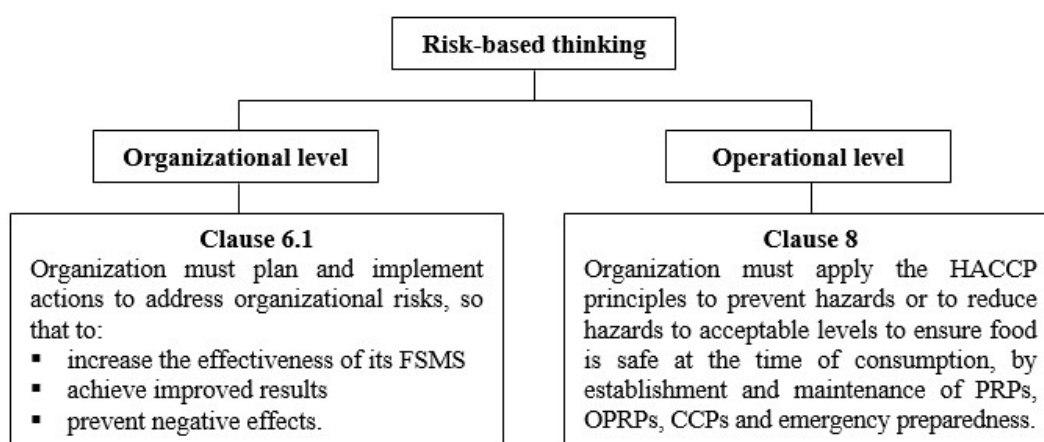 Risk-based thinking
Organizational level
Operational level
Clause 6.1
Organization must plan and implement
actions to address organizational risks, so
that to:
▪ increase the effectiveness of its FSMS
▪ achieve improved results
▪ prevent negative effects.
Clause 8
Organization must apply the HACCP
principles to prevent hazards or to reduce
hazards to acceptable levels to ensure food
is safe at the time of consumption, by
establishment and maintenance of PRPs,
OPRPs, CCPs and emergency preparedness.